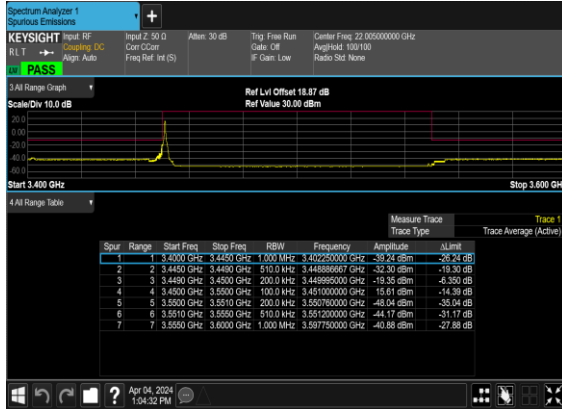 Spectrum Analyzer 1
Spurious Emissions
+
KEYSIGHT Input: RF Input Z: 50 Ω Atten: 30 dB Trig: Free Run Center Freq: 22.005000000 GHz
RLT Coupling: DC Corr CCorr Gate: Off Avg|Hold: 100/100
Align: Auto Freq Ref: Int (S) IF Gain: Low Radio Std: None
PASS
3 All Range Graph Ref Lvl Offset 18.87 dB
Scale/Div 10.0 dB Ref Value 30.00 dBm
20.0
0.00
-20.0
-40.0
-60.0
Start 3.400 GHz Stop 3.600 GH
4 All Range Table
Measure Trace Trace 1
Trace Type Trace Average (Active)
Spur Range Start Freq Stop Freq RBW Frequency Amplitude ΔLimit
1 1 3.4000 GHz 3.4450 GHz 1.000 MHz 3.402250000 GHz -39.24 dBm -26.24 dB
2 2 3.4450 GHz 3.4490 GHz 510.0 kHz 3.448886667 GHz -32.30 dBm -19.30 dB
3 3 3.4490 GHz 3.4500 GHz 200.0 kHz 3.449995000 GHz -19.35 dBm -6.350 dB
4 4 3.4500 GHz 3.5500 GHz 100.0 kHz 3.451000000 GHz 15.61 dBm -14.39 dB
5 5 3.5500 GHz 3.5510 GHz 200.0 kHz 3.550760000 GHz -48.04 dBm -35.04 dB
6 6 3.5510 GHz 3.5550 GHz 510.0 kHz 3.551200000 GHz -44.17 dBm -31.17 dB
7 7 3.5550 GHz 3.6000 GHz 1.000 MHz 3.597750000 GHz -40.88 dBm -27.88 dB
? Apr 04, 2024
1:04:32 PM